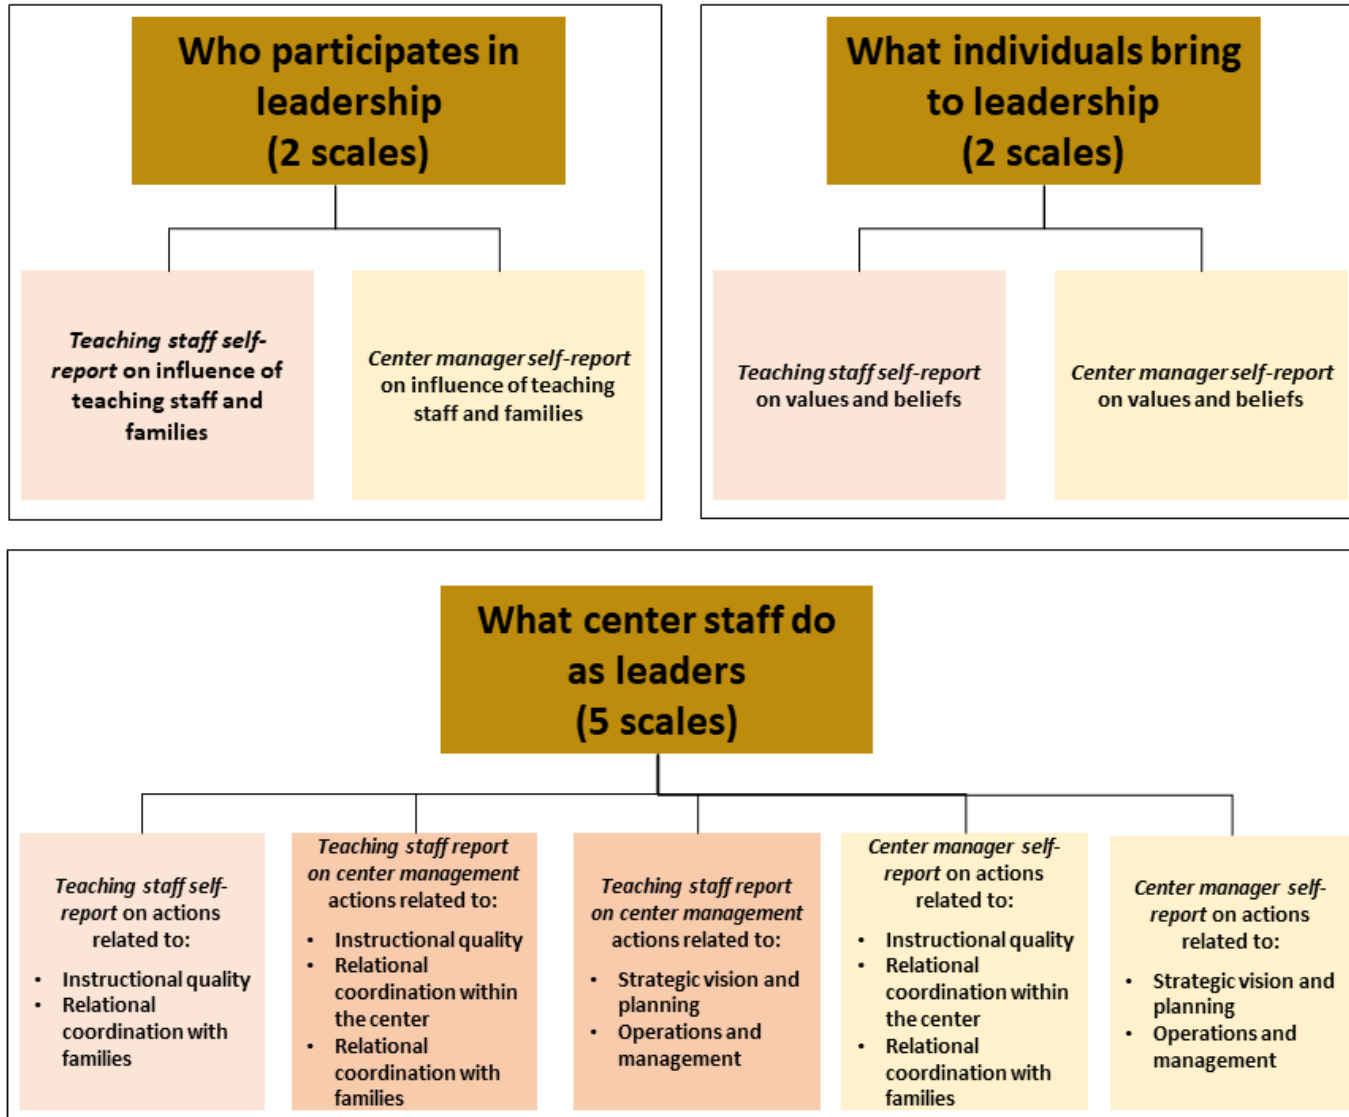 Who participates in
leadership
(2 scales)
Teaching staff self-
report on influence of
teaching staff and
families
Center manager self-report
on influence of teaching
staff and families
What individuals bring
to leadership
(2 scales)
Teaching staff self-report
on values and beliefs
Center manager self-report
on values and beliefs
What center staff do
as leaders
(5 scales)
Teaching staff self-
report on actions
related to:
• Instructional quality
• Relational
coordination with
families
Teaching staff report
on center management
actions related to:
• Instructional quality
• Relational
coordination within
the center
• Relational
coordination with
families
Teaching staff report
on center management
actions related to:
• Strategic vision and
planning
• Operations and
management
Center manager self-
report on actions
related to:
• Instructional quality
• Relational
coordination within
the center
• Relational
coordination with
families
Center manager self-
report on actions
related to:
• Strategic vision and
planning
• Operations and
management